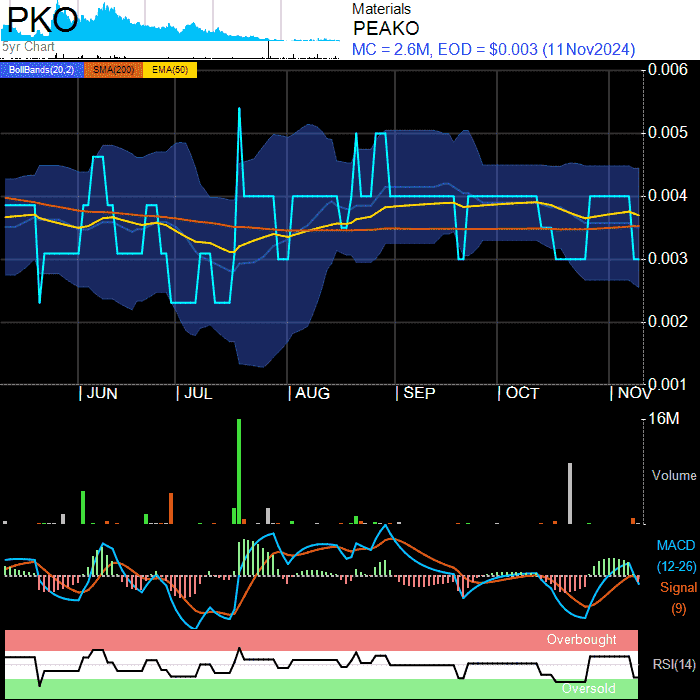 PKO
5yr Chart
Materials
PEAKO
MC = 2.6M, EOD = $0.003 (11Nov2024)
BollBands(20,2) SMA(200) EMA(50)
0.006
0.005
0.004
0.003
0.002
0.001
JUN JUL AUG SEP OCT NOV
16M
Volume
MACD
(12-26)
Signal
(9)
Overbought
RSI(14)
Oversold